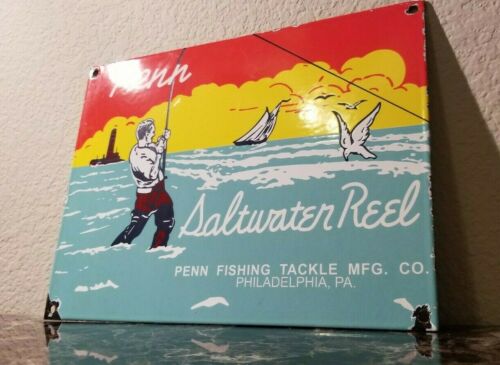 Penn
Saltwater Reel
PENN FISHING TACKLE MFG. CO.
PHILADELPHIA, PA.